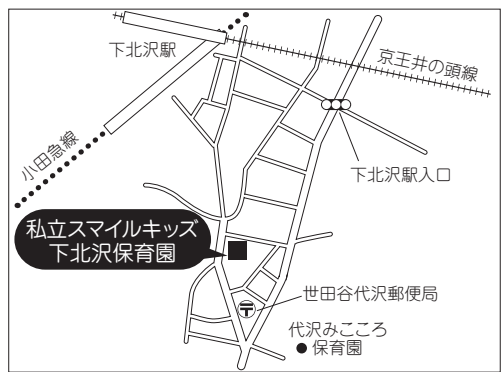 下北沢駅
京王井の頭線
小田急線
下北沢駅入口
私立スマイルキッズ
下北沢保育園
世田谷代沢郵便局
代沢みこころ
保育園